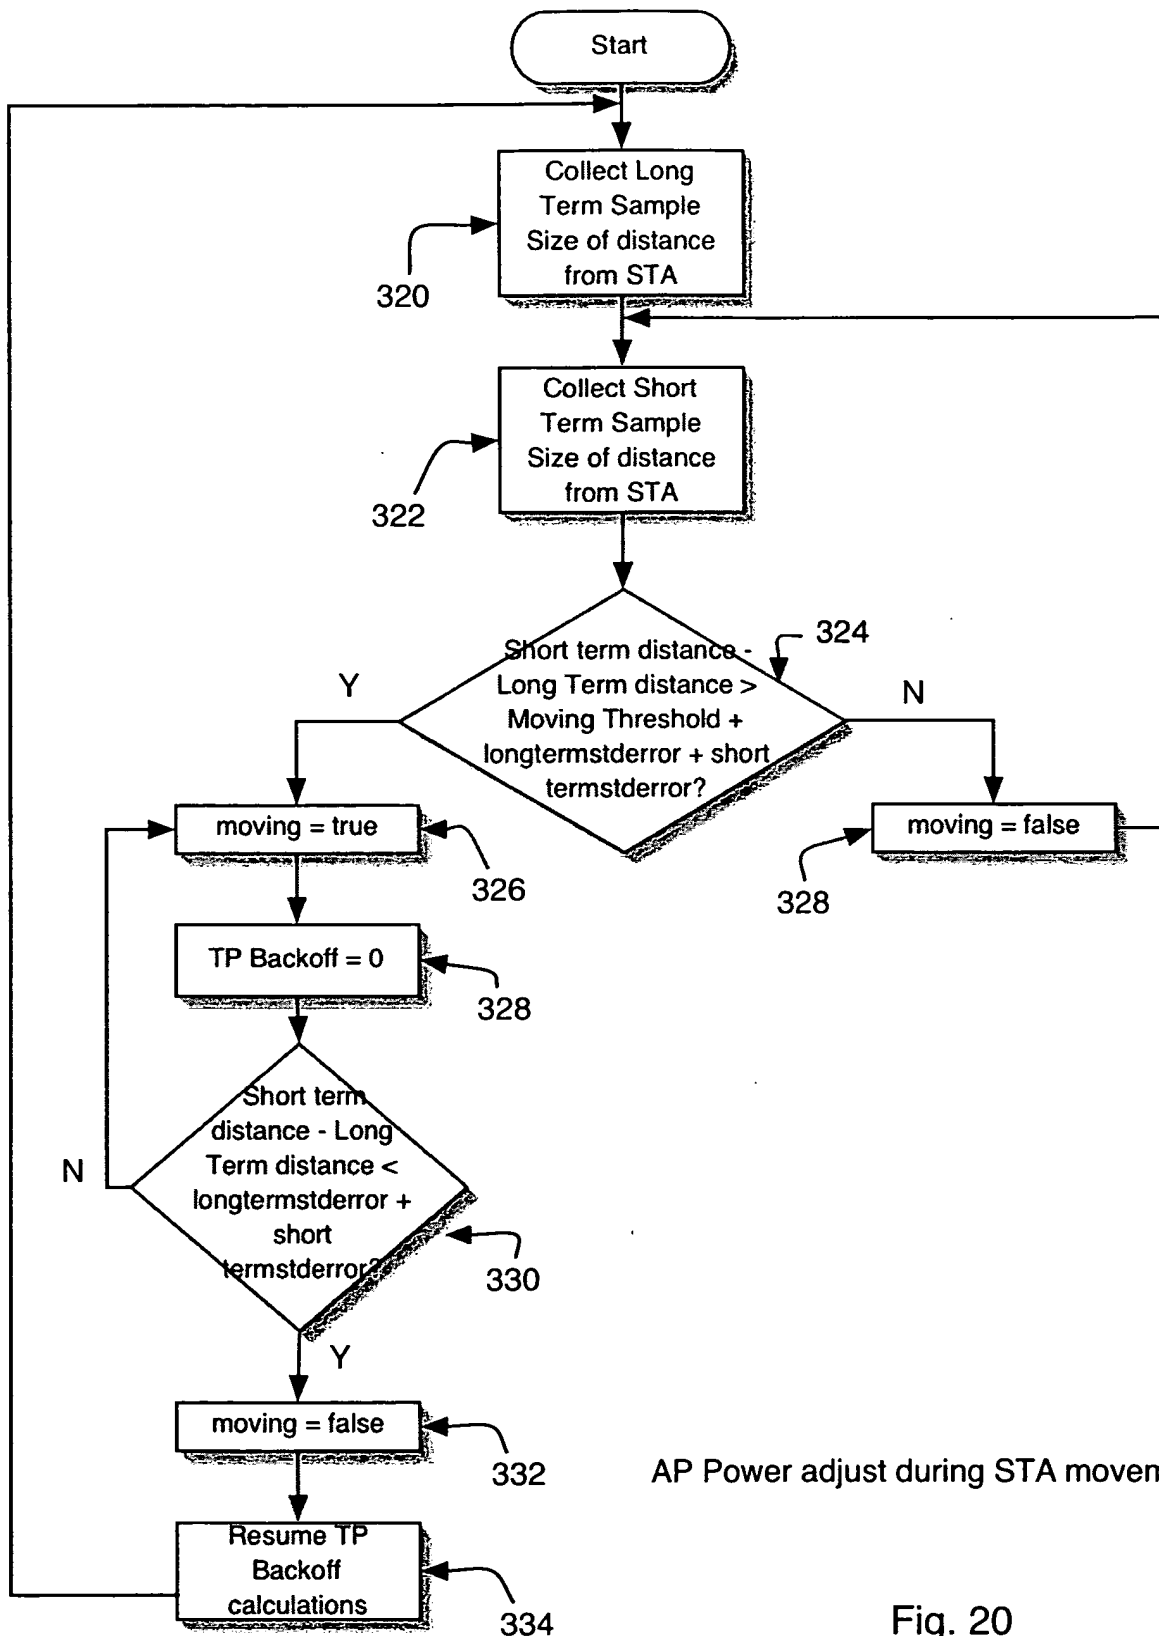 Start
Collect Long
Term Sample
Size of distance
from STA
320
Collect Short
Term Sample
Size of distance
from STA
322
Short term distance -
Long Term distance >
Moving Threshold +
longtermstderror + short
termstderror?
324
Y
N
moving = true
326
moving = false
328
TP Backoff = 0
328
Short term
distance - Long
Term distance <
longtermstderror +
short
termstderror?
330
N
Y
moving = false
332
AP Power adjust during STA movem
Resume TP
Backoff
calculations
334
Fig. 20